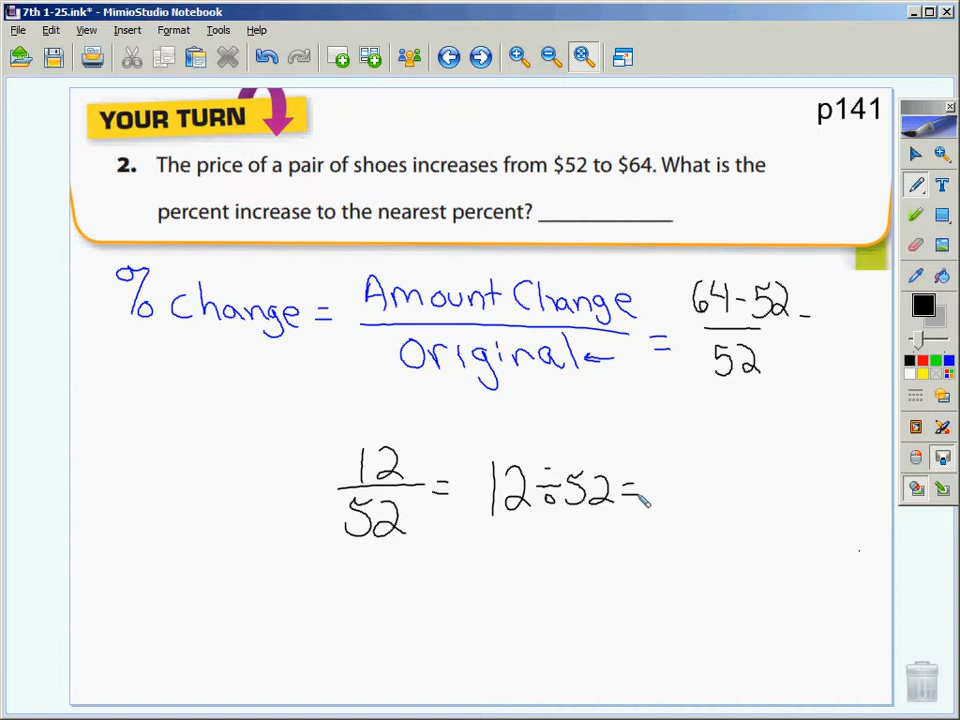 7th 1-25.ink* - MimioStudio Notebook
File Edit View Insert Format Tools Help
YOUR TURN
p141
2. The price of a pair of shoes increases from $52 to $64. What is the
percent increase to the nearest percent? ____________
% Change = Amount Change / Original ← = 64-52 / 52 -
12 / 52 = 12 ÷ 52 =
T